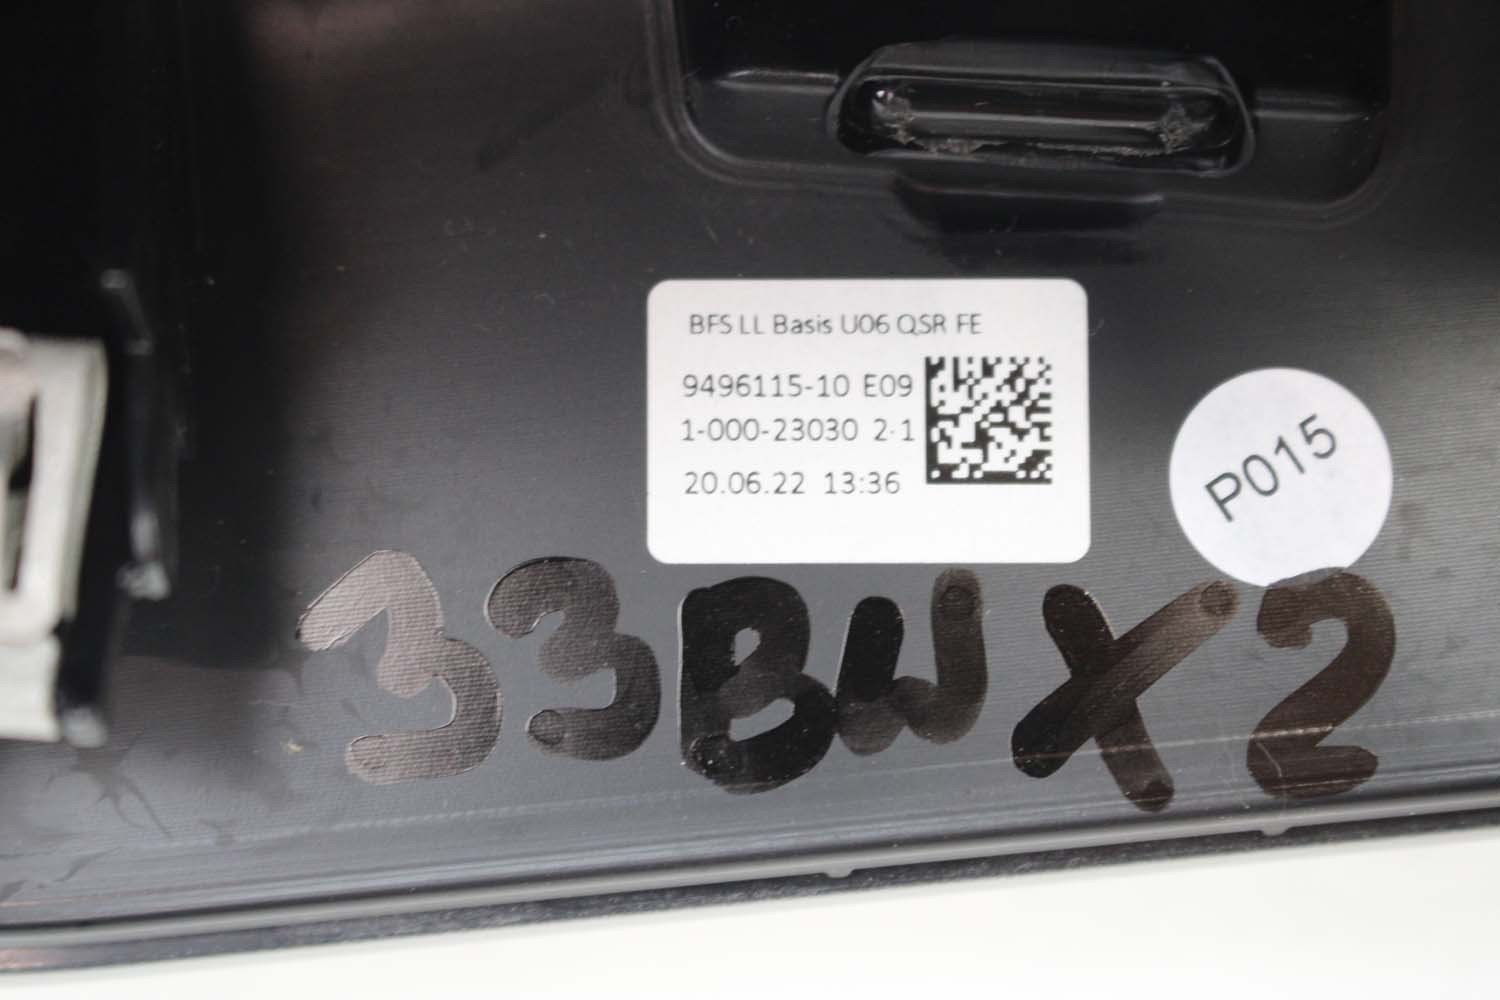 BFS LL Basis U06 QSR FE
9496115-10 E09
1-000-23030 2·1
20.06.22 13:36
P015
33BWX2